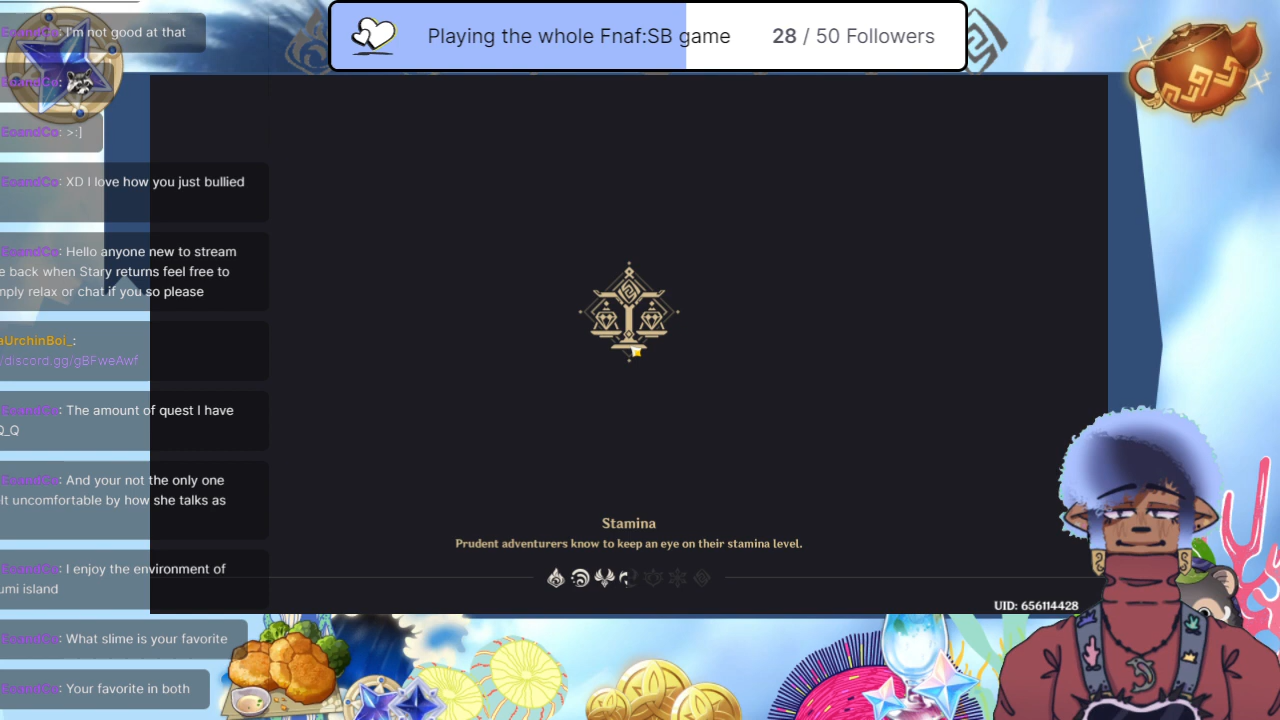 Playing the whole Fnaf:SB game 28 / 50 Followers
EoandCo: I'm not good at that
EoandCo:
EoandCo: >:]
EoandCo: XD I love how you just bullied
EoandCo: Hello anyone new to stream
e back when Stary returns feel free to
mply relax or chat if you so please
aUrchinBoi_:
/discord.gg/gBFweAwf
EoandCo: The amount of quest I have
Q_Q
EoandCo: And your not the only one
lt uncomfortable by how she talks as
EoandCo: I enjoy the environment of
umi island
EoandCo: What slime is your favorite
EoandCo: Your favorite in both
Stamina
Prudent adventurers know to keep an eye on their stamina level.
UID: 656114428